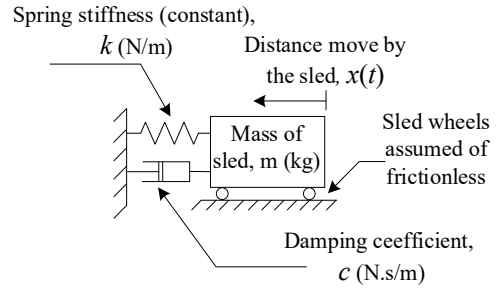 Spring stiffness (constant),
k (N/m)
Distance move by
the sled, x(t)
Mass of
sled, m (kg)
Sled wheels
assumed of
frictionless
Damping ceefficient,
c (N.s/m)